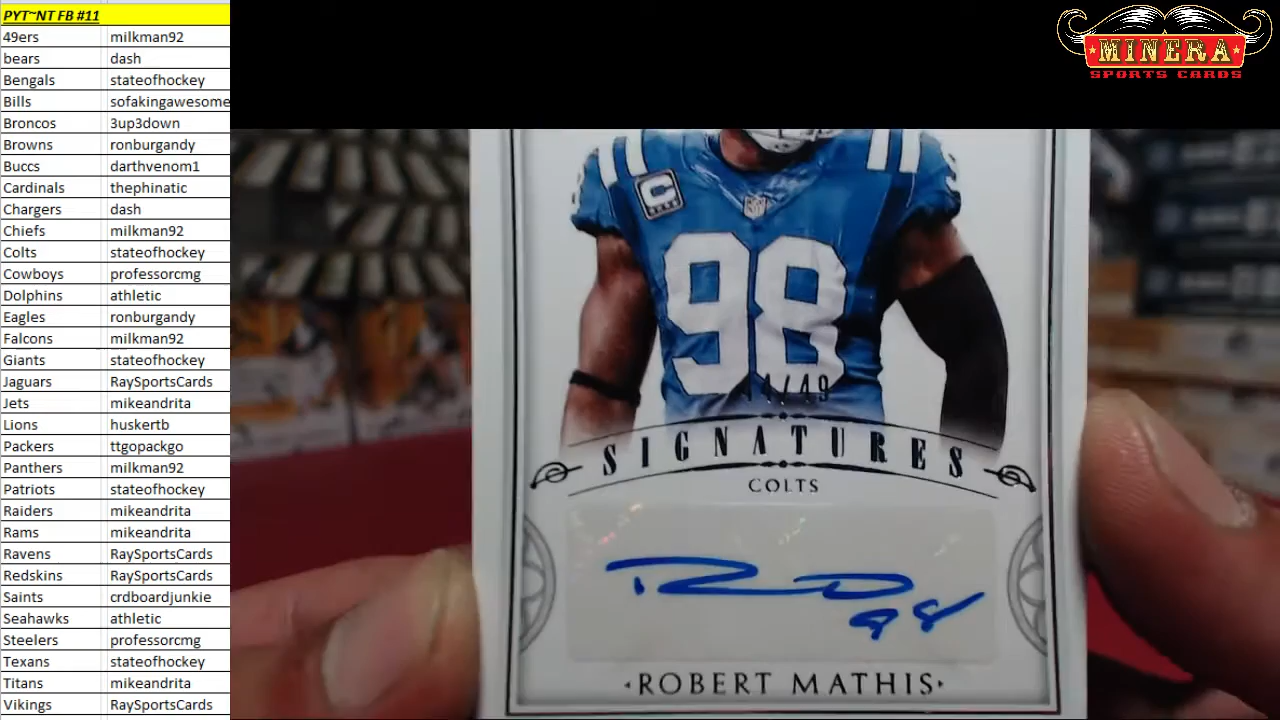 PYT~NT FB #11
49ers milkman92
bears dash
Bengals stateofhockey
Bills sofakingawesome
Broncos 3up3down
Browns ronburgandy
Buccs darthvenom1
Cardinals thephinatic
Chargers dash
Chiefs milkman92
Colts stateofhockey
Cowboys professorcmg
Dolphins athletic
Eagles ronburgandy
Falcons milkman92
Giants stateofhockey
Jaguars RaySportsCards
Jets mikeandrita
Lions huskertb
Packers ttgopackgo
Panthers milkman92
Patriots stateofhockey
Raiders mikeandrita
Rams mikeandrita
Ravens RaySportsCards
Redskins RaySportsCards
Saints crdboardjunkie
Seahawks athletic
Steelers professorcmg
Texans stateofhockey
Titans mikeandrita
Vikings RaySportsCards
MINERA
SPORTS CARDS
C
NFL
98
SIGNATURES
COLTS
98
ROBERT MATHIS